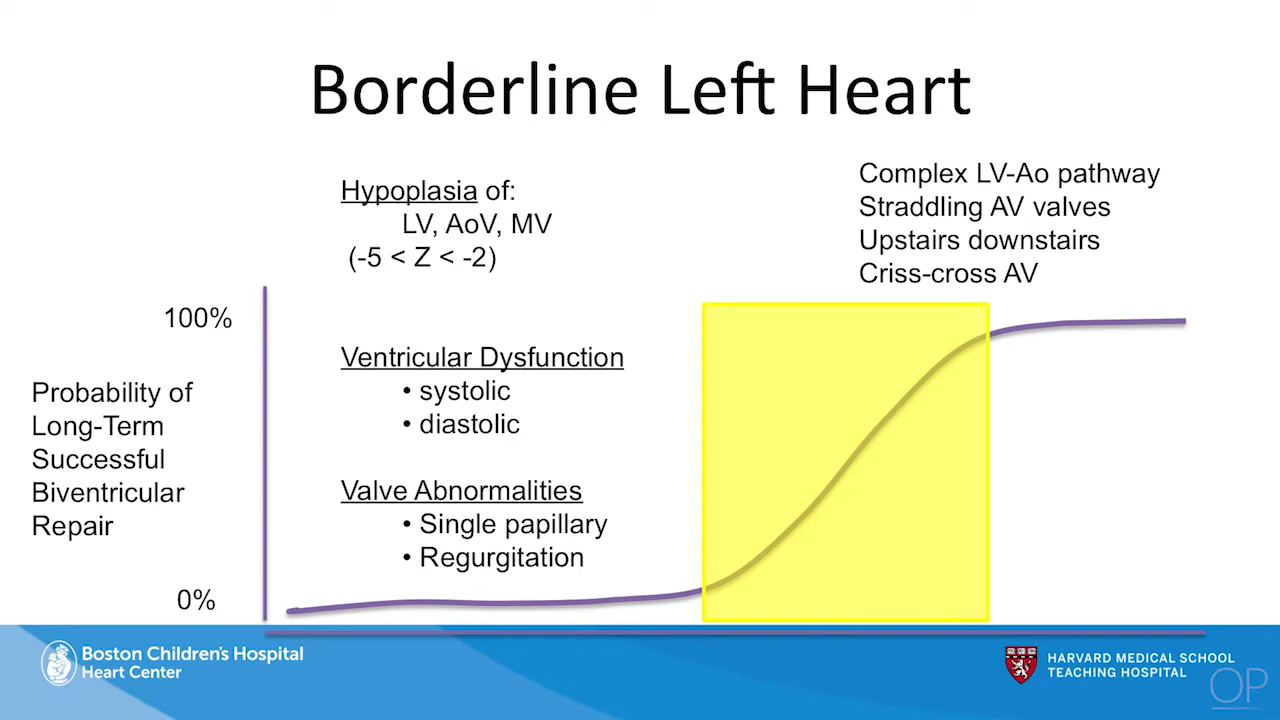 Borderline Left Heart
Hypoplasia of:
LV, AoV, MV
(-5 < Z < -2)
Complex LV-Ao pathway
Straddling AV valves
Upstairs downstairs
Criss-cross AV
100%
Probability of
Long-Term
Successful
Biventricular
Repair
0%
Ventricular Dysfunction
• systolic
• diastolic
Valve Abnormalities
• Single papillary
• Regurgitation
Boston Children's Hospital
Heart Center
HARVARD MEDICAL SCHOOL
TEACHING HOSPITAL
OP